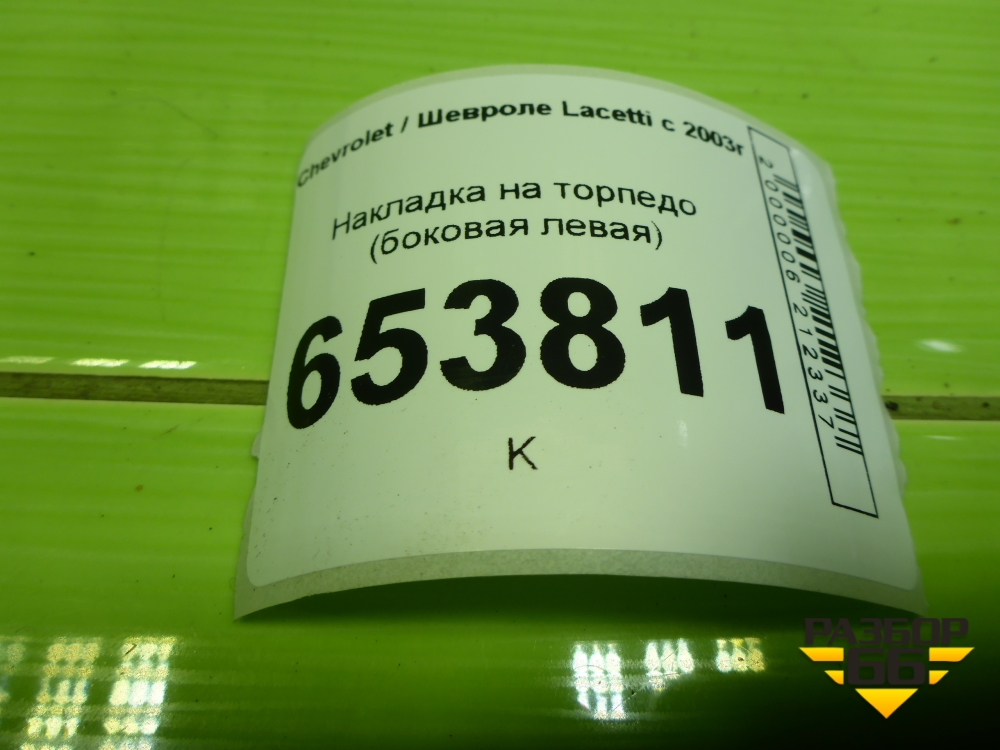 Chevrolet / Шевроле Lacetti с 2003г
Накладка на торпедо
(боковая левая)
653811
К
2000006212337
РАЗБОР
66